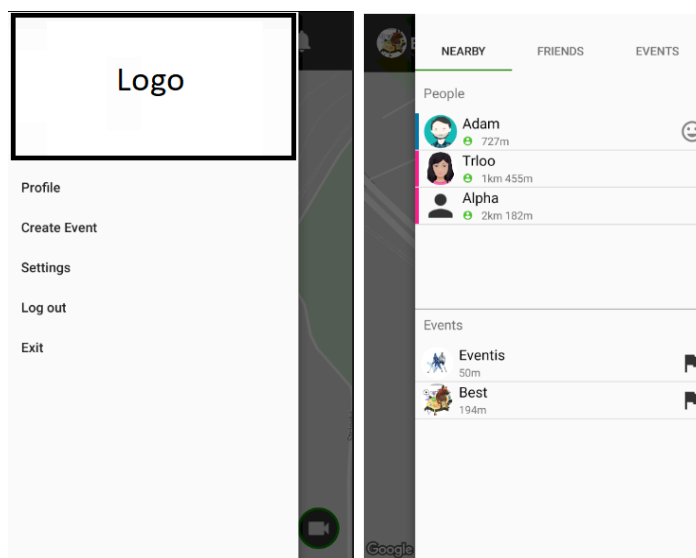 Logo
Profile
Create Event
Settings
Log out
Exit
NEARBY FRIENDS EVENTS
People
Adam
727m
Trloo
1km 455m
Alpha
2km 182m
Events
Eventis
50m
Best
194m
Google